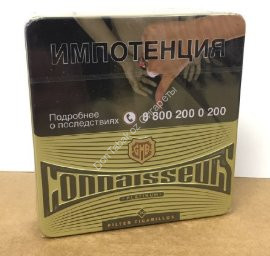 ИМПОТЕНЦИЯ
Подробнее
о последствиях
8 800 200 0 200
CONNAISSEURS
PLATINUM
FILTER CIGARILLOS